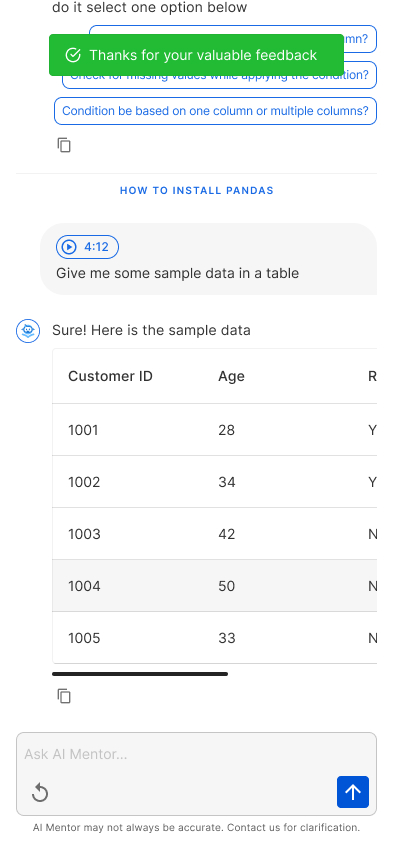 do it select one option below
Thanks for your valuable feedback
Check for missing values while applying the condition?
Condition be based on one column or multiple columns?
HOW TO INSTALL PANDAS
4:12
Give me some sample data in a table
Sure! Here is the sample data
Customer ID Age R
1001 28 Y
1002 34 Y
1003 42 N
1004 50 N
1005 33 N
Ask AI Mentor...
AI Mentor may not always be accurate. Contact us for clarification.